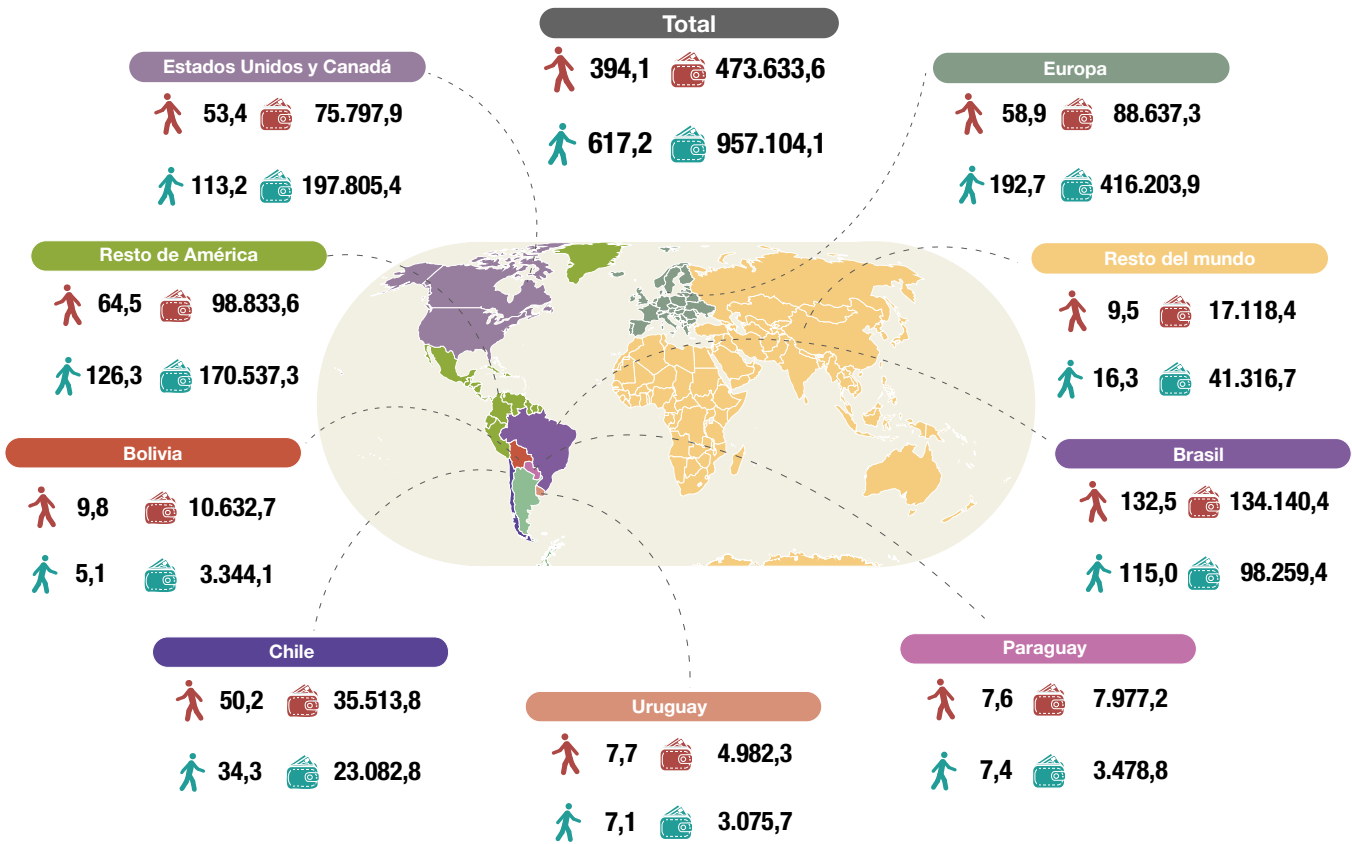 Total
394,1 473.633,6
617,2 957.104,1
Estados Unidos y Canadá
53,4 75.797,9
113,2 197.805,4
Europa
58,9 88.637,3
192,7 416.203,9
Resto de América
64,5 98.833,6
126,3 170.537,3
Resto del mundo
9,5 17.118,4
16,3 41.316,7
Bolivia
9,8 10.632,7
5,1 3.344,1
Brasil
132,5 134.140,4
115,0 98.259,4
Chile
50,2 35.513,8
34,3 23.082,8
Uruguay
7,7 4.982,3
7,1 3.075,7
Paraguay
7,6 7.977,2
7,4 3.478,8